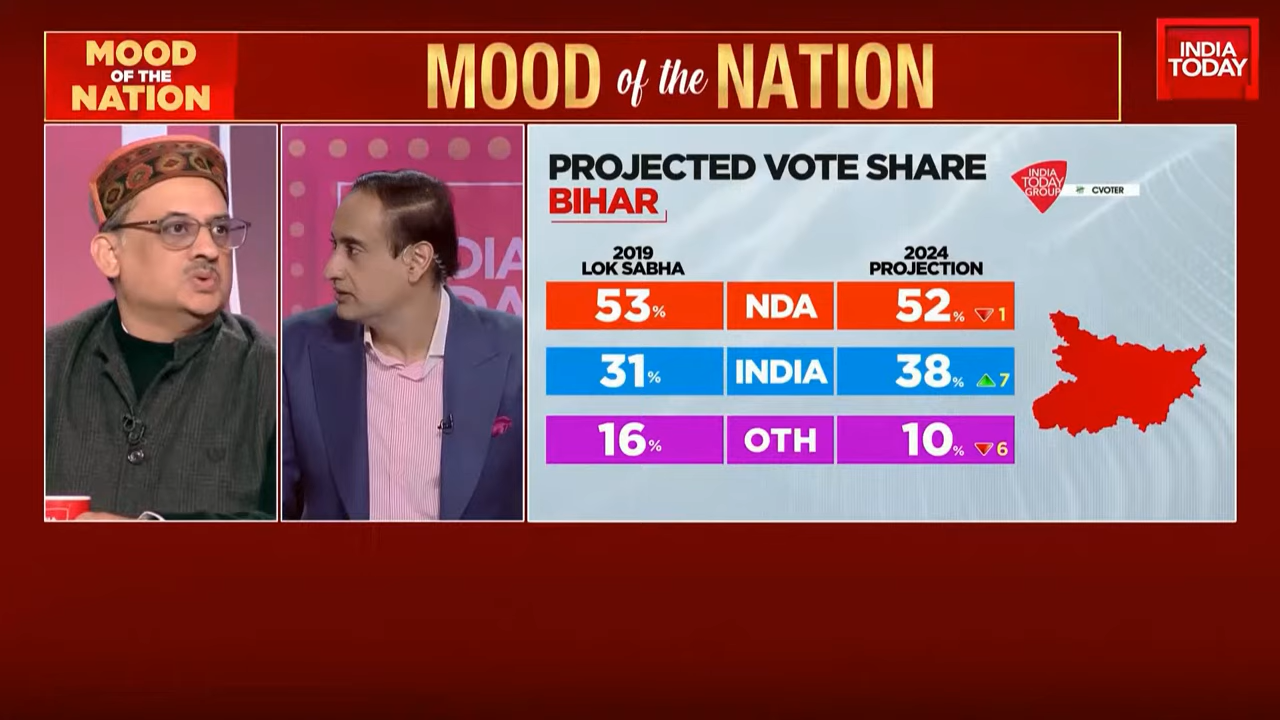 MOOD
OF THE
NATION
MOOD of the NATION
INDIA
TODAY
PROJECTED VOTE SHARE
BIHAR
INDIA
TODAY
GROUP
CVOTER
2019
LOK SABHA
2024
PROJECTION
53% NDA 52% 1
31% INDIA 38% 7
16% OTH 10% 6